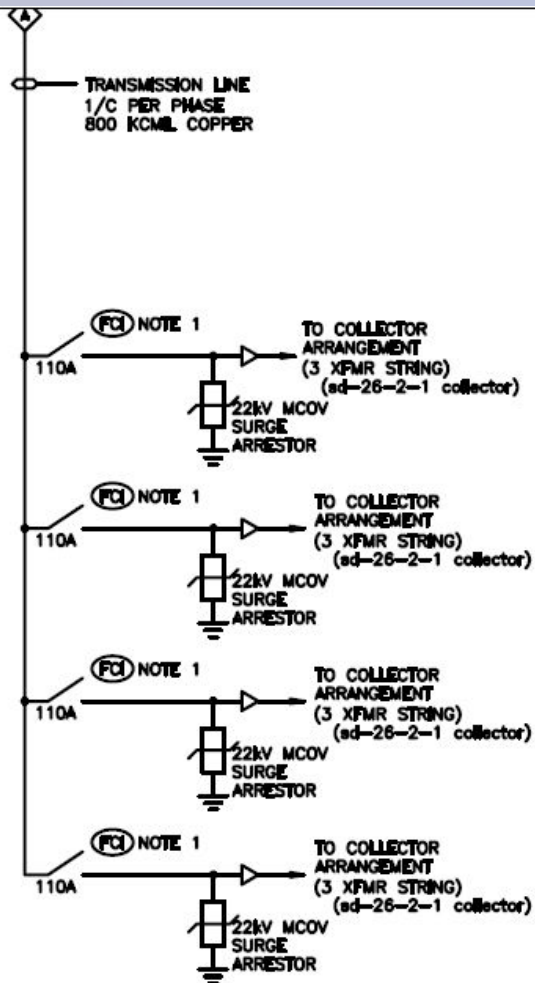 A
TRANSMISSION LINE
1/C PER PHASE
800 KCMIL COPPER
FCI NOTE 1
110A
TO COLLECTOR
ARRANGEMENT
(3 XFMR STRING)
(sd-26-2-1 collector)
22kV MCOV
SURGE
ARRESTOR
FCI NOTE 1
110A
TO COLLECTOR
ARRANGEMENT
(3 XFMR STRING)
(sd-26-2-1 collector)
22kV MCOV
SURGE
ARRESTOR
FCI NOTE 1
110A
TO COLLECTOR
ARRANGEMENT
(3 XFMR STRING)
(sd-26-2-1 collector)
22kV MCOV
SURGE
ARRESTOR
FCI NOTE 1
110A
TO COLLECTOR
ARRANGEMENT
(3 XFMR STRING)
(sd-26-2-1 collector)
22kV MCOV
SURGE
ARRESTOR